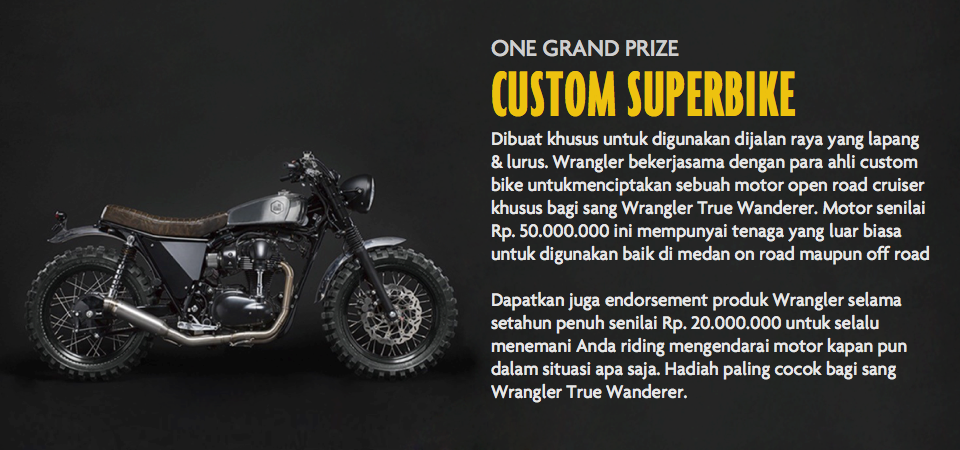 ONE GRAND PRIZE
CUSTOM SUPERBIKE
Dibuat khusus untuk digunakan dijalan raya yang lapang
& lurus. Wrangler bekerjasama dengan para ahli custom
bike untukmenciptakan sebuah motor open road cruiser
khusus bagi sang Wrangler True Wanderer. Motor senilai
Rp. 50.000.000 ini mempunyai tenaga yang luar biasa
untuk digunakan baik di medan on road maupun off road
Dapatkan juga endorsement produk Wrangler selama
setahun penuh senilai Rp. 20.000.000 untuk selalu
menemani Anda riding mengendarai motor kapan pun
dalam situasi apa saja. Hadiah paling cocok bagi sang
Wrangler True Wanderer.